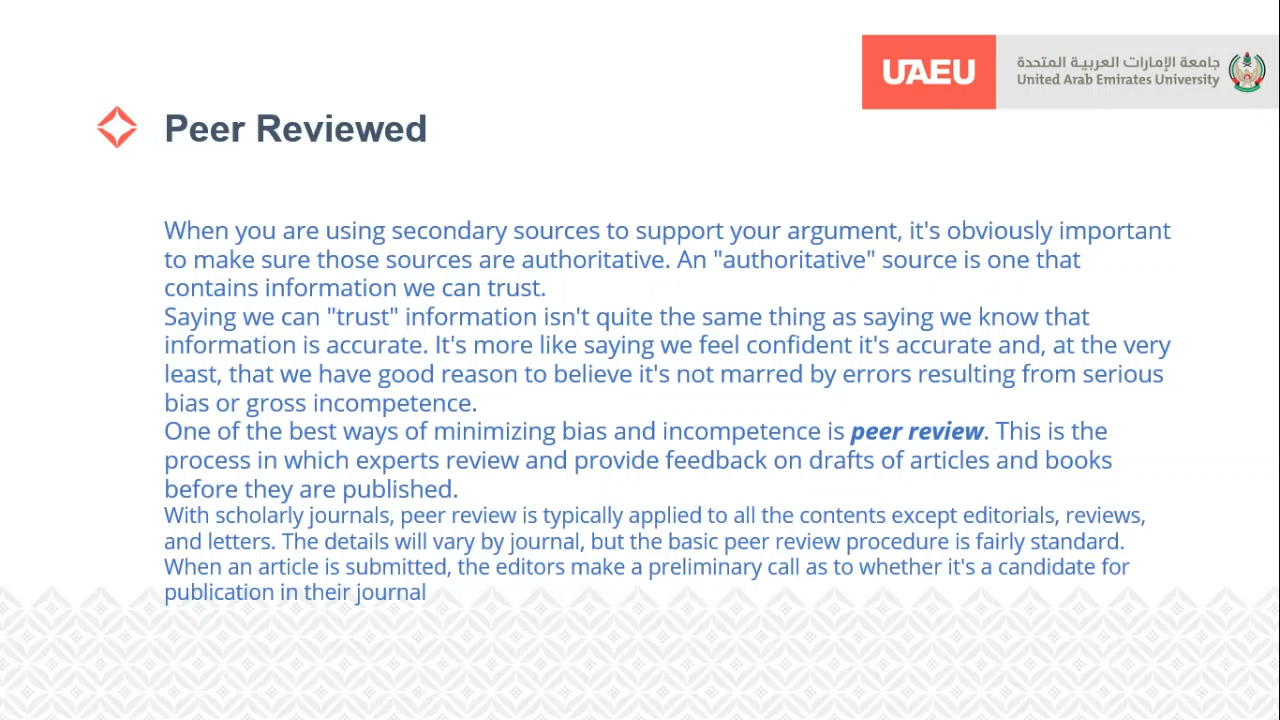 UAEU
جامعة الإمارات العربية المتحدة
United Arab Emirates University
Peer Reviewed
When you are using secondary sources to support your argument, it's obviously important
to make sure those sources are authoritative. An "authoritative" source is one that
contains information we can trust.
Saying we can "trust" information isn't quite the same thing as saying we know that
information is accurate. It's more like saying we feel confident it's accurate and, at the very
least, that we have good reason to believe it's not marred by errors resulting from serious
bias or gross incompetence.
One of the best ways of minimizing bias and incompetence is peer review. This is the
process in which experts review and provide feedback on drafts of articles and books
before they are published.
With scholarly journals, peer review is typically applied to all the contents except editorials, reviews,
and letters. The details will vary by journal, but the basic peer review procedure is fairly standard.
When an article is submitted, the editors make a preliminary call as to whether it's a candidate for
publication in their journal